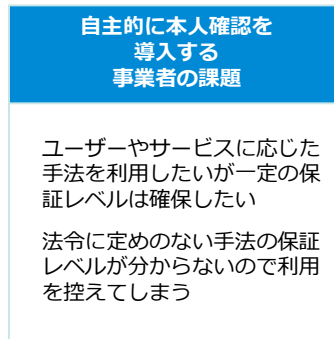 自主的に本人確認を
導入する
事業者の課題
ユーザーやサービスに応じた
手法を利用したいが一定の保
証レベルは確保したい
法令に定めのない手法の保証
レベルが分からないので利用
を控えてしまう